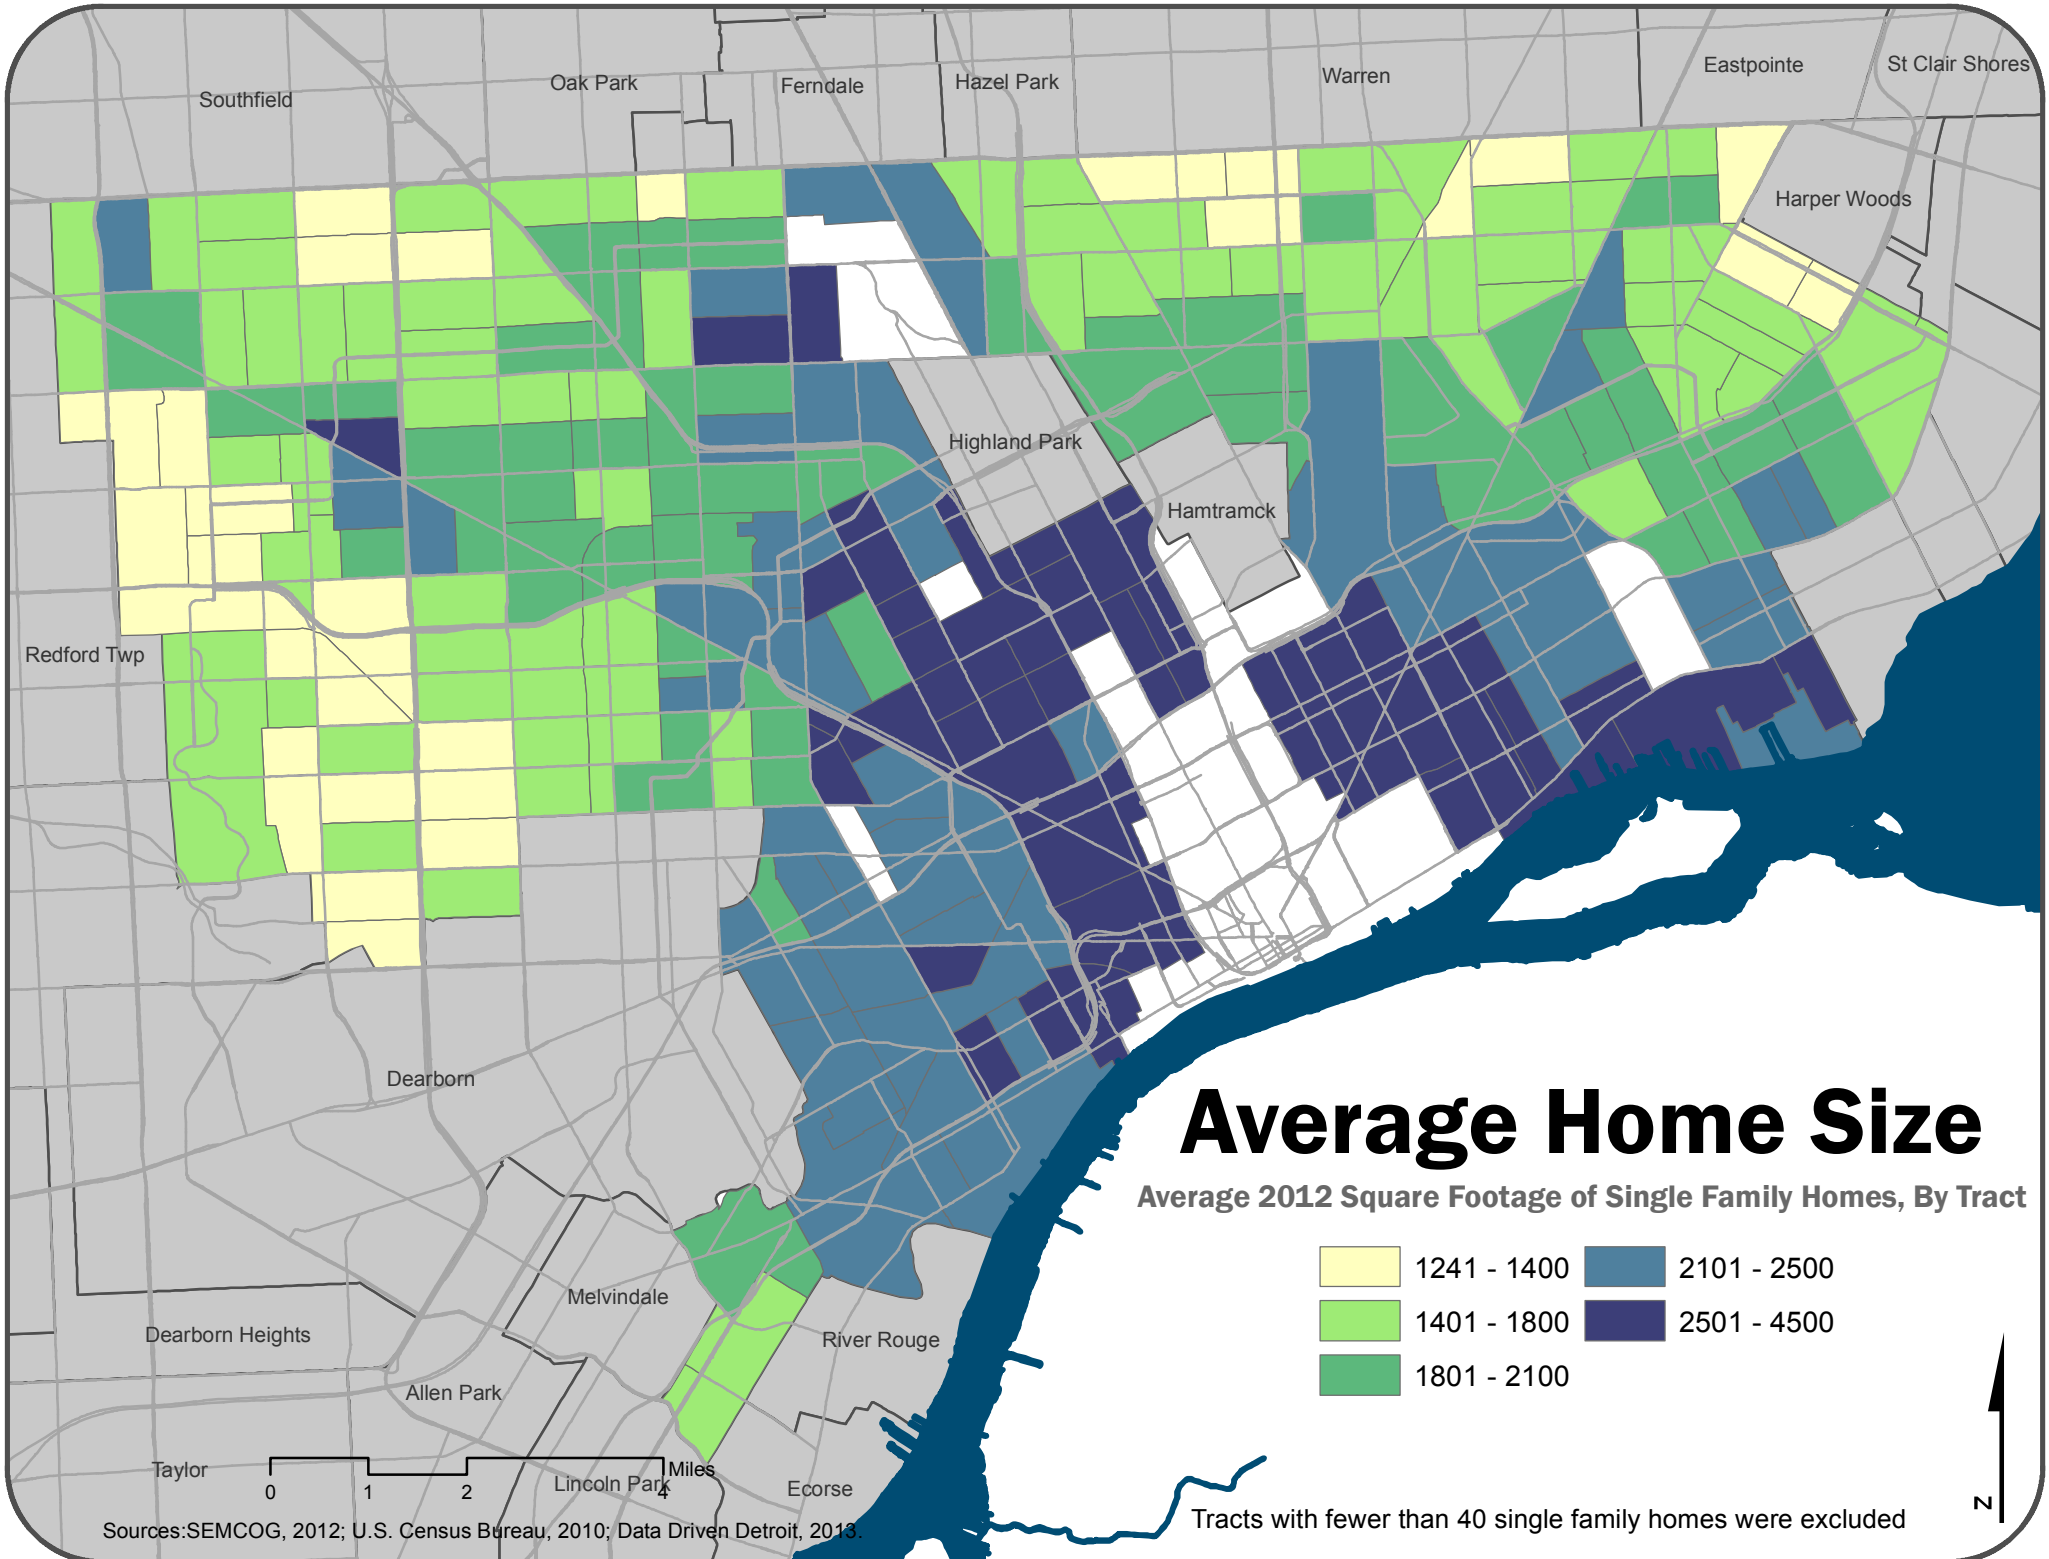 Southfield
Oak Park
Ferndale
Hazel Park
Warren
Eastpointe
St Clair Shores
Harper Woods
Highland Park
Hamtramck
Redford Twp
Dearborn
Melvindale
River Rouge
Dearborn Heights
Allen Park
Taylor
Lincoln Park
Ecorse
Average Home Size
Average 2012 Square Footage of Single Family Homes, By Tract
1241 - 1400
2101 - 2500
1401 - 1800
2501 - 4500
1801 - 2100
Miles
0 1 2 4
N
Tracts with fewer than 40 single family homes were excluded
Sources:SEMCOG, 2012; U.S. Census Bureau, 2010; Data Driven Detroit, 2013.